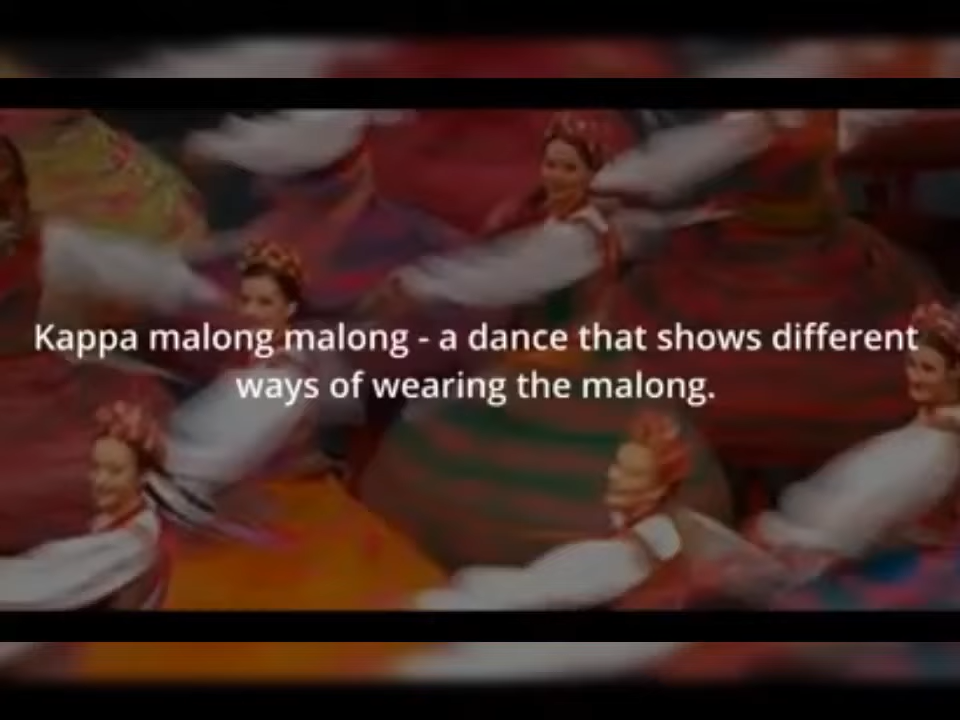 Kappa malong malong - a dance that shows different
ways of wearing the malong.